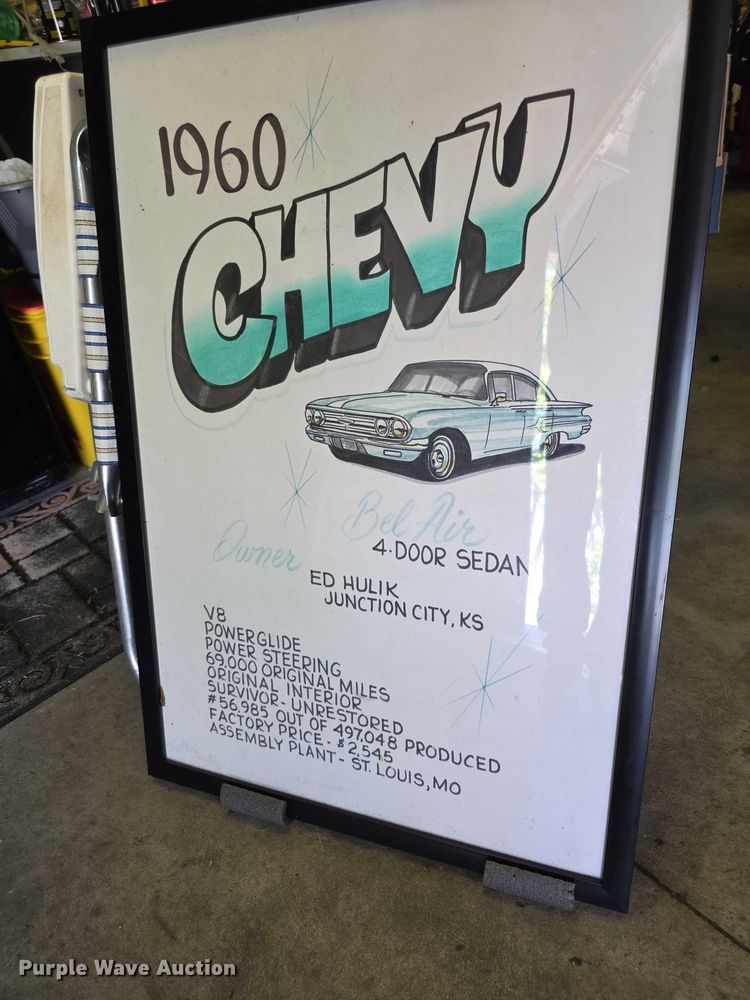 1960
CHEVY
Bel Air
4-DOOR SEDAN
Owner
ED HULIK
JUNCTION CITY, KS
V8
POWERGLIDE
POWER STEERING
69,000 ORIGINAL MILES
ORIGINAL INTERIOR
SURVIVOR - UNRESTORED
#56,985 OUT OF 497,048 PRODUCED
FACTORY PRICE - $2,545
ASSEMBLY PLANT - ST. LOUIS, MO
Purple Wave Auction